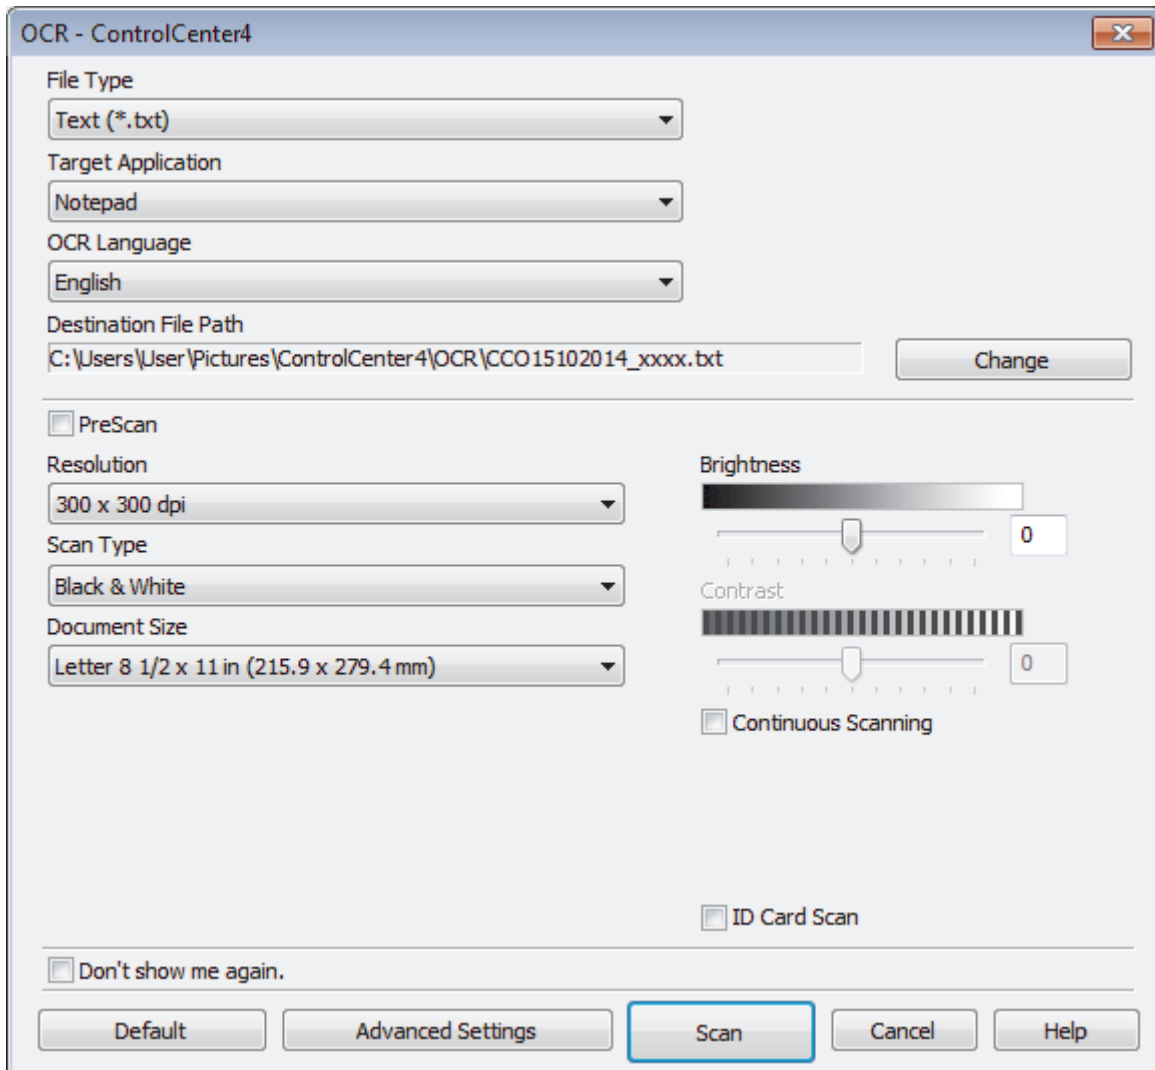 OCR - ControlCenter4
File Type
Text (*.txt)
Target Application
Notepad
OCR Language
English
Destination File Path
C:\Users\User\Pictures\ControlCenter4\OCR\CCO15102014_xxxx.txt
Change
PreScan
Resolution
300 x 300 dpi
Scan Type
Black & White
Document Size
Letter 8 1/2 x 11 in (215.9 x 279.4 mm)
Brightness
0
Contrast
0
Continuous Scanning
ID Card Scan
Don't show me again.
Default Advanced Settings Scan Cancel Help